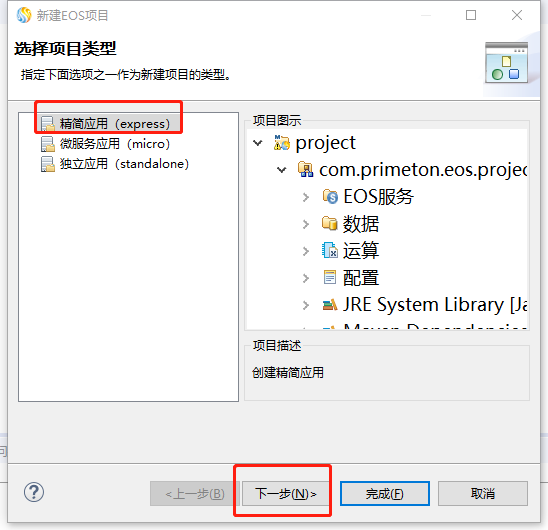 新建EOS项目
选择项目类型
指定下面选项之一作为新建项目的类型。
精简应用（express）
微服务应用（micro）
独立应用（standalone）
项目图示
project
com.primeton.eos.projec
EOS服务
数据
运算
配置
JRE System Library [Ja
Maven Dependencies
项目描述
创建精简应用
<上一步(B)
下一步(N)>
完成(F)
取消